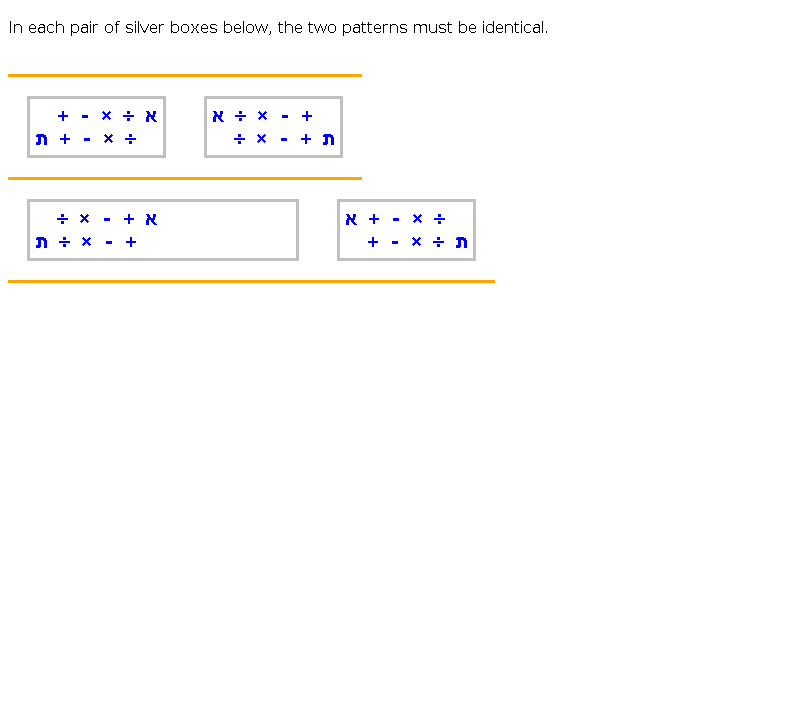 In each pair of silver boxes below, the two patterns must be identical.
+ - × ÷ א
ת + - × ÷
א ÷ × - +
÷ × - + ת
÷ × - + א
ת ÷ × - +
א + - × ÷
+ - × ÷ ת